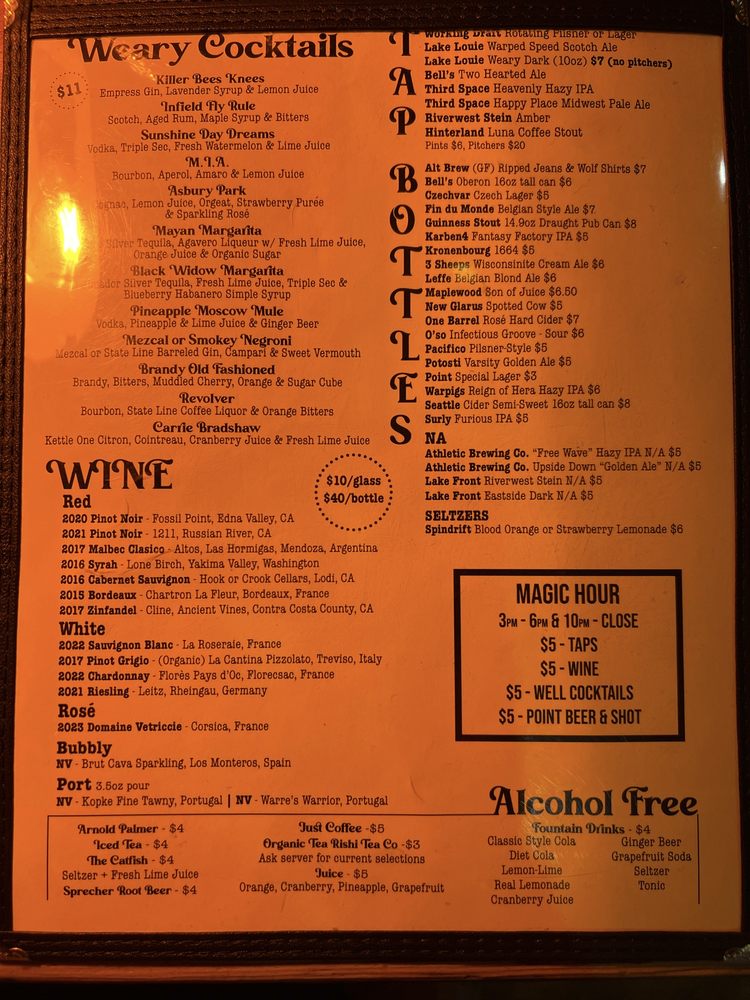 Weary Cocktails
$11
Killer Bees Knees
Empress Gin, Lavender Syrup & Lemon Juice
Infield Fly Rule
Scotch, Aged Rum, Maple Syrup & Bitters
Sunshine Day Dreams
Vodka, Triple Sec, Fresh Watermelon & Lime Juice
M.I.A.
Bourbon, Aperol, Amaro & Lemon Juice
Asbury Park
Lemon Juice, Orgeat, Strawberry Purée
& Sparkling Rosé
Mayan Margarita
Silver Tequila, Agavero Liqueur w/ Fresh Lime Juice,
Orange Juice & Organic Sugar
Black Widow Margarita
Silver Tequila, Fresh Lime Juice, Triple Sec &
Blueberry Habanero Simple Syrup
Pineapple Moscow Mule
Vodka, Pineapple & Lime Juice & Ginger Beer
Mezcal or Smokey Negroni
Mezcal or State Line Barreled Gin, Campari & Sweet Vermouth
Brandy Old Fashioned
Brandy, Bitters, Muddled Cherry, Orange & Sugar Cube
Revolver
Bourbon, State Line Coffee Liquor & Orange Bitters
Carrie Bradshaw
Kettle One Citron, Cointreau, Cranberry Juice & Fresh Lime Juice
WINE
$10/glass
$40/bottle
Red
2020 Pinot Noir - Fossil Point, Edna Valley, CA
2021 Pinot Noir - 1211, Russian River, CA
2017 Malbec Clasico - Altos, Las Hormigas, Mendoza, Argentina
2016 Syrah - Lone Birch, Yakima Valley, Washington
2016 Cabernet Sauvignon - Hook or Crook Cellars, Lodi, CA
2015 Bordeaux - Chartron La Fleur, Bordeaux, France
2017 Zinfandel - Cline, Ancient Vines, Contra Costa County, CA
White
2022 Sauvignon Blanc - La Roseraie, France
2017 Pinot Grigio - (Organic) La Cantina Pizzolato, Treviso, Italy
2022 Chardonnay - Florès Pays d'Oc, Florecsac, France
2021 Riesling - Leitz, Rheingau, Germany
Rosé
2023 Domaine Vetriccie - Corsica, France
Bubbly
NV - Brut Cava Sparkling, Los Monteros, Spain
Port 3.5oz pour
NV - Kopke Fine Tawny, Portugal | NV - Warre's Warrior, Portugal
TAP
Working Draft Rotating Pilsner or Lager
Lake Louie Warped Speed Scotch Ale
Lake Louie Weary Dark (10oz) $7 (no pitchers)
Bell's Two Hearted Ale
Third Space Heavenly Hazy IPA
Third Space Happy Place Midwest Pale Ale
Riverwest Stein Amber
Hinterland Luna Coffee Stout
Pints $6, Pitchers $20
BOTTLES
Alt Brew (GF) Ripped Jeans & Wolf Shirts $7
Bell's Oberon 16oz tall can $6
Czechvar Czech Lager $5
Fin du Monde Belgian Style Ale $7
Guinness Stout 14.9oz Draught Pub Can $8
Karben4 Fantasy Factory IPA $5
Kronenbourg 1664 $5
3 Sheeps Wisconsinite Cream Ale $6
Leffe Belgian Blond Ale $6
Maplewood Son of Juice $6.50
New Glarus Spotted Cow $5
One Barrel Rosé Hard Cider $7
O'so Infectious Groove - Sour $6
Pacifico Pilsner-Style $5
Potosti Varsity Golden Ale $5
Point Special Lager $3
Warpigs Reign of Hera Hazy IPA $6
Seattle Cider Semi-Sweet 16oz tall can $8
Surly Furious IPA $5
NA
Athletic Brewing Co. "Free Wave" Hazy IPA N/A $5
Athletic Brewing Co. Upside Down "Golden Ale" N/A $5
Lake Front Riverwest Stein N/A $5
Lake Front Eastside Dark N/A $5
SELTZERS
Spindrift Blood Orange or Strawberry Lemonade $6
MAGIC HOUR
3PM - 6PM & 10PM - CLOSE
$5 - TAPS
$5 - WINE
$5 - WELL COCKTAILS
$5 - POINT BEER & SHOT
Alcohol Free
Arnold Palmer - $4
Iced Tea - $4
The Catfish - $4
Seltzer + Fresh Lime Juice
Sprecher Root Beer - $4
Just Coffee -$5
Organic Tea Rishi Tea Co -$3
Ask server for current selections
Juice - $5
Orange, Cranberry, Pineapple, Grapefruit
Fountain Drinks - $4
Classic Style Cola
Diet Cola
Lemon-Lime
Real Lemonade
Cranberry Juice
Ginger Beer
Grapefruit Soda
Seltzer
Tonic